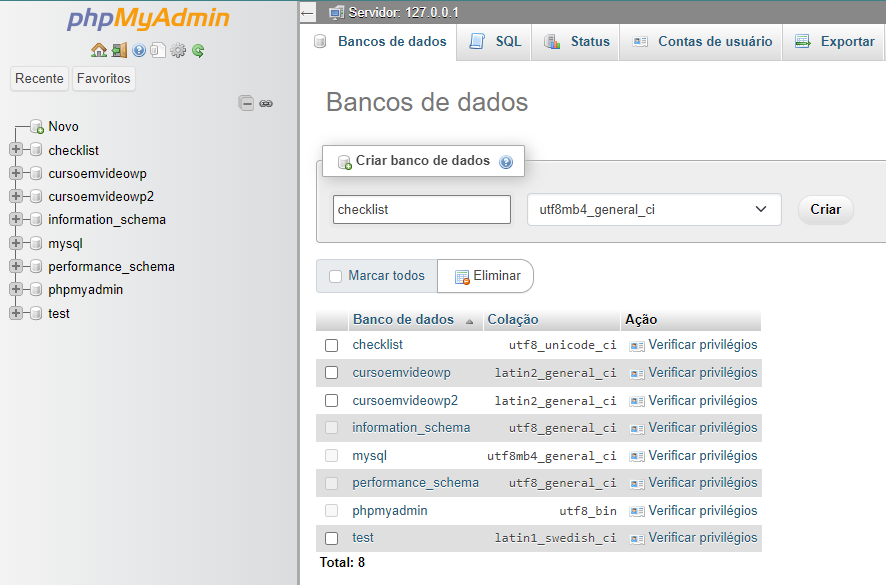 phpMyAdmin
Recente Favoritos
Novo
checklist
cursoemvideowp
cursoemvideowp2
information_schema
mysql
performance_schema
phpmyadmin
test
Servidor: 127.0.0.1
Bancos de dados SQL Status Contas de usuário Exportar
Bancos de dados
Criar banco de dados
checklist utf8mb4_general_ci Criar
Marcar todos Eliminar
Banco de dados Colação Ação
checklist utf8_unicode_ci Verificar privilégios
cursoemvideowp latin2_general_ci Verificar privilégios
cursoemvideowp2 latin2_general_ci Verificar privilégios
information_schema utf8_general_ci Verificar privilégios
mysql utf8mb4_general_ci Verificar privilégios
performance_schema utf8_general_ci Verificar privilégios
phpmyadmin utf8_bin Verificar privilégios
test latin1_swedish_ci Verificar privilégios
Total: 8